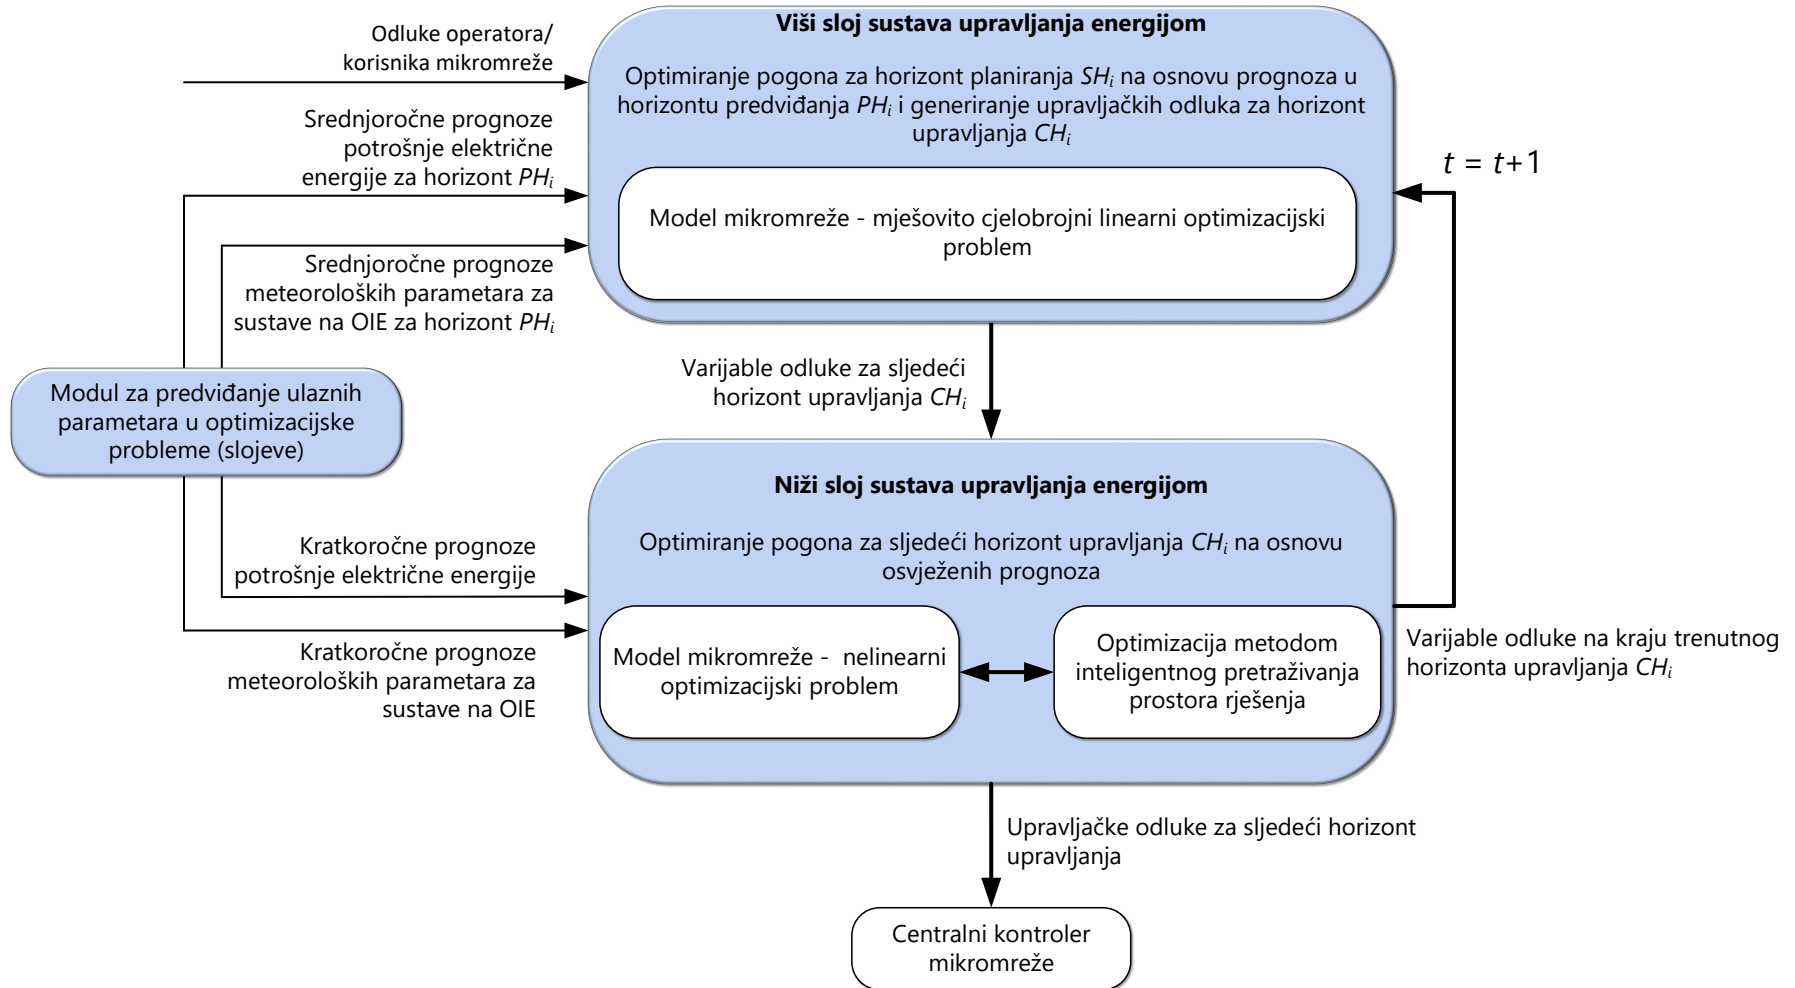 Odluke operatora/
korisnika mikromreže
Srednjoročne prognoze
potrošnje električne
energije za horizont PHi
Srednjoročne prognoze
meteoroloških parametara za
sustave na OIE za horizont PHi
Viši sloj sustava upravljanja energijom
Optimiranje pogona za horizont planiranja SHi na osnovu prognoza u
horizontu predviđanja PHi i generiranje upravljačkih odluka za horizont
upravljanja CHi
Model mikromreže - mješovito cjelobrojni linearni optimizacijski
problem
t = t+1
Varijable odluke za sljedeći
horizont upravljanja CHi
Modul za predviđanje ulaznih
parametara u optimizacijske
probleme (slojeve)
Kratkoročne prognoze
potrošnje električne energije
Kratkoročne prognoze
meteoroloških parametara za
sustave na OIE
Niži sloj sustava upravljanja energijom
Optimiranje pogona za sljedeći horizont upravljanja CHi na osnovu
osvježenih prognoza
Model mikromreže - nelinearni
optimizacijski problem
Optimizacija metodom
inteligentnog pretraživanja
prostora rješenja
Varijable odluke na kraju trenutnog
horizonta upravljanja CHi
Upravljačke odluke za sljedeći horizont
upravljanja
Centralni kontroler
mikromreže